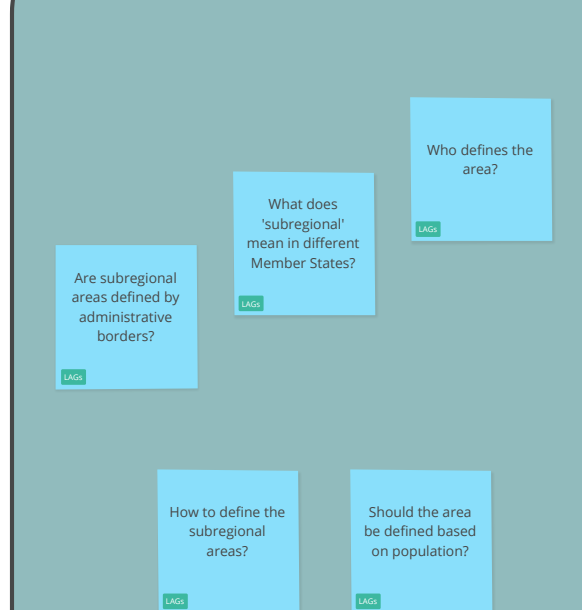 Who defines the
area?
LAGs
What does
'subregional'
mean in different
Member States?
LAGs
Are subregional
areas defined by
administrative
borders?
LAGs
How to define the
subregional
areas?
LAGs
Should the area
be defined based
on population?
LAGs